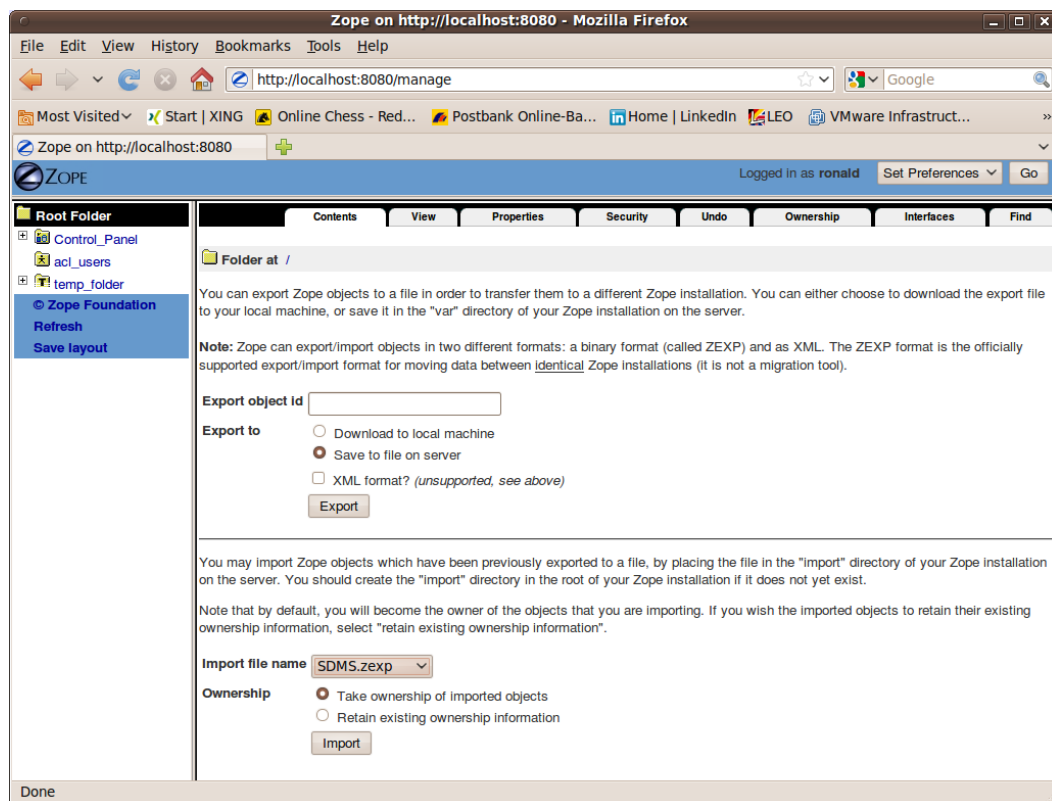 Zope on http://localhost:8080 - Mozilla Firefox
File Edit View History Bookmarks Tools Help
http://localhost:8080/manage
Google
Most Visited Start | XING Online Chess - Red... Postbank Online-Ba... Home | LinkedIn LEO VMware Infrastruct... »
Zope on http://localhost:8080
ZOPE
Logged in as ronald Set Preferences Go
Root Folder
Control_Panel
acl_users
temp_folder
© Zope Foundation
Refresh
Save layout
Contents View Properties Security Undo Ownership Interfaces Find
Folder at /
You can export Zope objects to a file in order to transfer them to a different Zope installation. You can either choose to download the export file
to your local machine, or save it in the "var" directory of your Zope installation on the server.
Note: Zope can export/import objects in two different formats: a binary format (called ZEXP) and as XML. The ZEXP format is the officially
supported export/import format for moving data between identical Zope installations (it is not a migration tool).
Export object id
Export to Download to local machine
Save to file on server
XML format? (unsupported, see above)
Export
You may import Zope objects which have been previously exported to a file, by placing the file in the "import" directory of your Zope installation
on the server. You should create the "import" directory in the root of your Zope installation if it does not yet exist.
Note that by default, you will become the owner of the objects that you are importing. If you wish the imported objects to retain their existing
ownership information, select "retain existing ownership information".
Import file name SDMS.zexp
Ownership Take ownership of imported objects
Retain existing ownership information
Import
Done